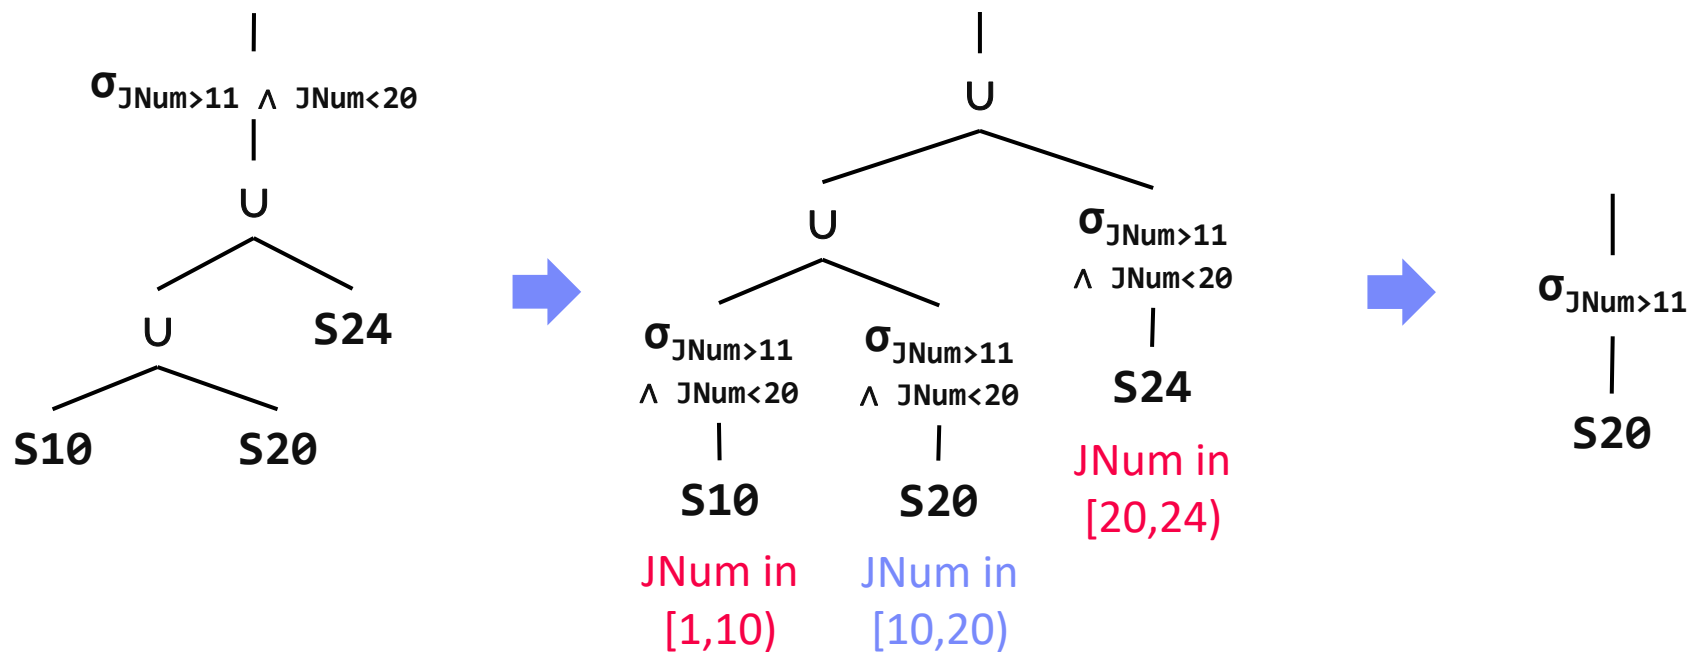 σJNum>11 ∧ JNum<20
∪
∪
S24
S10
S20
∪
∪
σJNum>11
∧ JNum<20
S24
JNum in
[20,24)
σJNum>11
∧ JNum<20
S10
JNum in
[1,10)
σJNum>11
∧ JNum<20
S20
JNum in
[10,20)
σJNum>11
S20